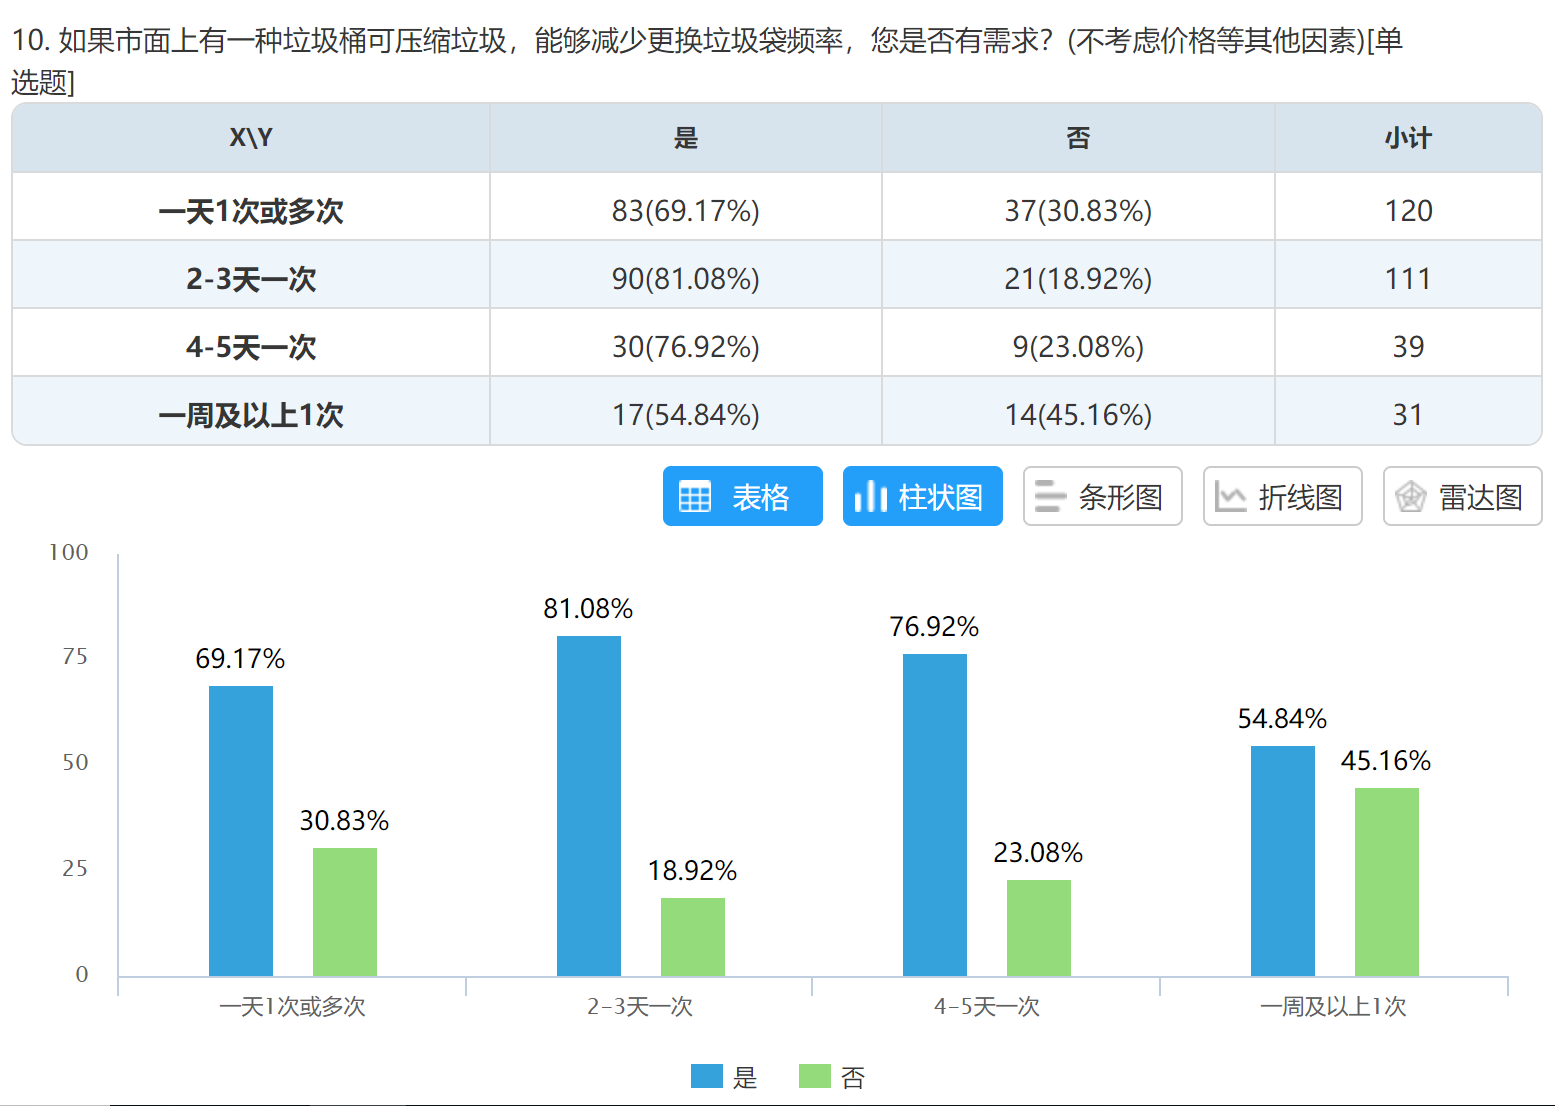 10. 如果市面上有一种垃圾桶可压缩垃圾，能够减少更换垃圾袋频率，您是否有需求？(不考虑价格等其他因素)[单
选题]
X\Y 是 否 小计
一天1次或多次 83(69.17%) 37(30.83%) 120
2-3天一次 90(81.08%) 21(18.92%) 111
4-5天一次 30(76.92%) 9(23.08%) 39
一周及以上1次 17(54.84%) 14(45.16%) 31
表格 柱状图 条形图 折线图 雷达图
100
81.08%
76.92%
75
69.17%
54.84%
50
45.16%
30.83%
25
18.92%
23.08%
0
一天1次或多次 2-3天一次 4-5天一次 一周及以上1次
是 否